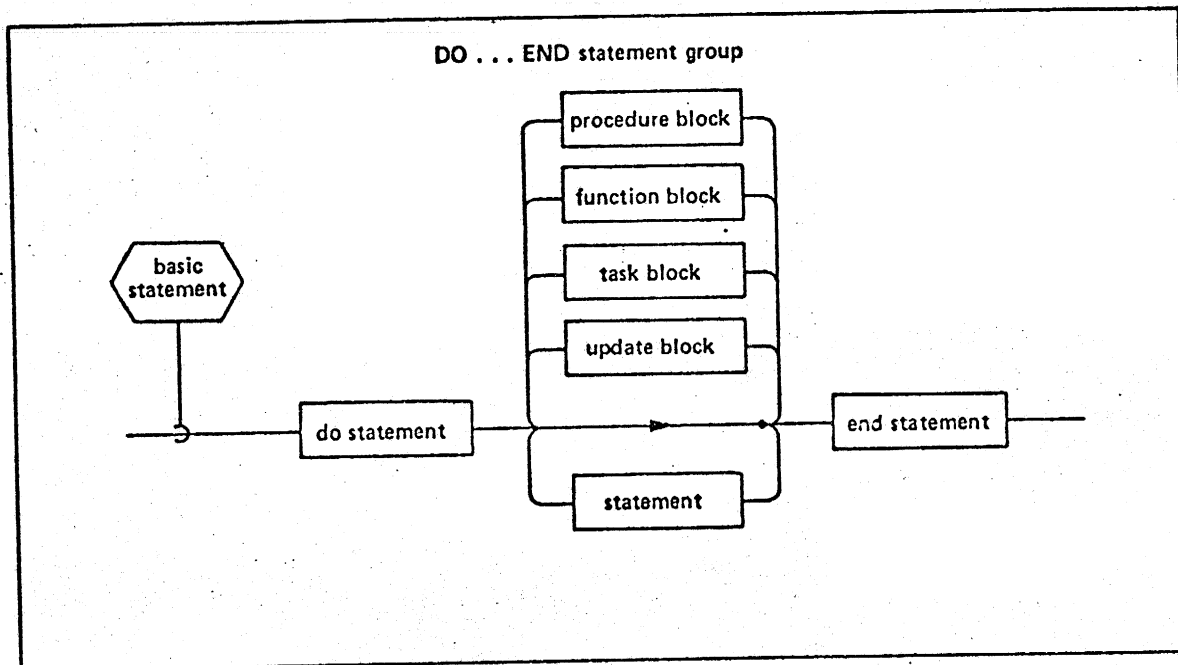 DO . . . END statement group
procedure block
function block
task block
basic
statement
update block
do statement
end statement
statement